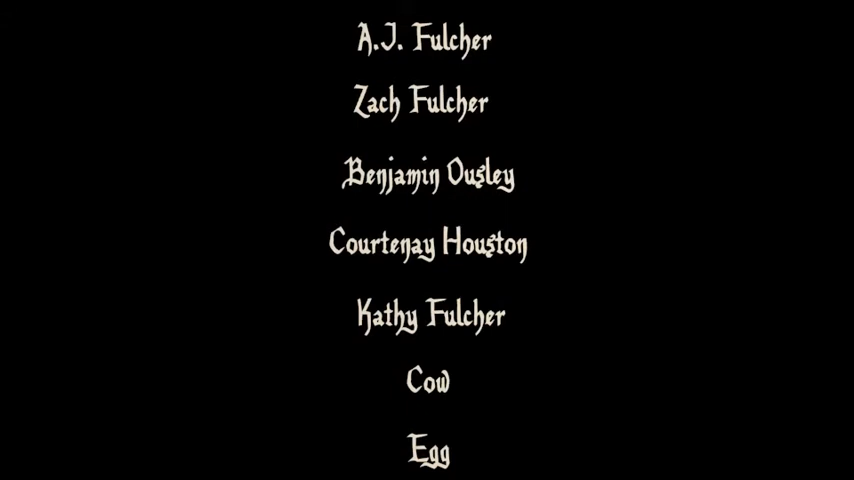 A.J. Fulcher
Zach Fulcher
Benjamin Ousley
Courtenay Houston
Kathy Fulcher
Cow
Egg